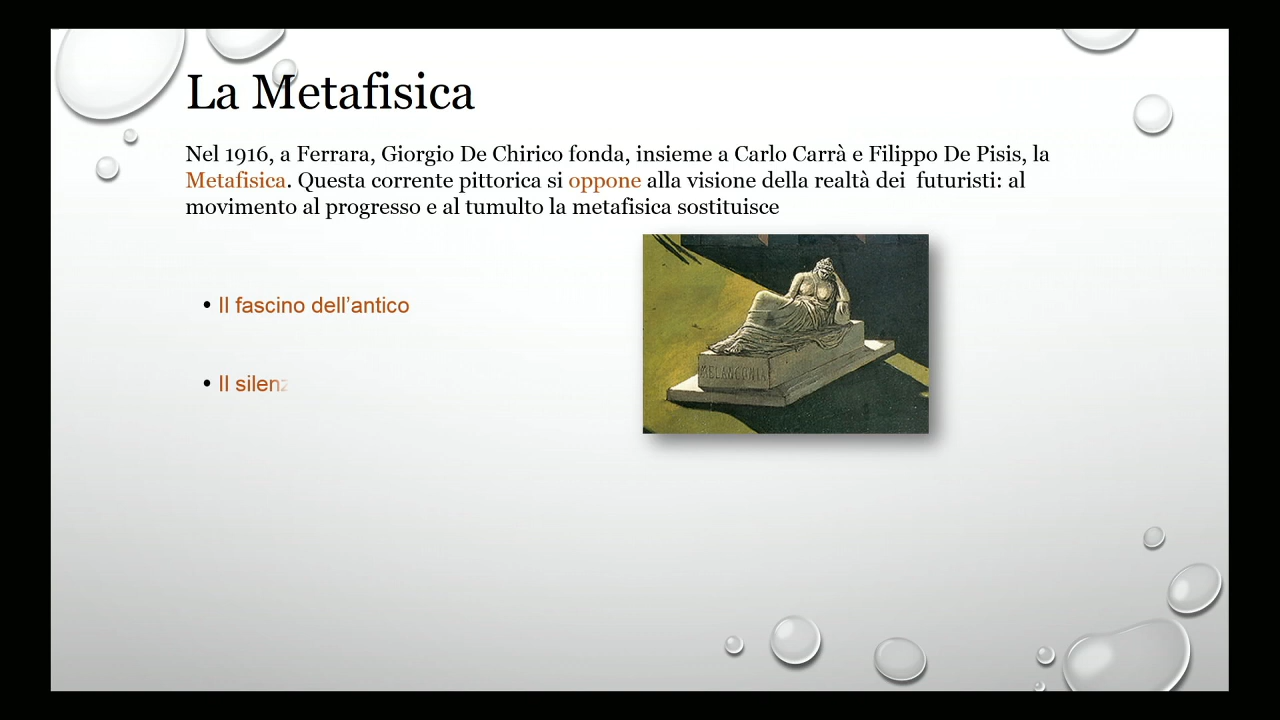 La Metafisica
Nel 1916, a Ferrara, Giorgio De Chirico fonda, insieme a Carlo Carrà e Filippo De Pisis, la
Metafisica. Questa corrente pittorica si oppone alla visione della realtà dei futuristi: al
movimento al progresso e al tumulto la metafisica sostituisce
• Il fascino dell’antico
• Il silenz
MELANCONIA